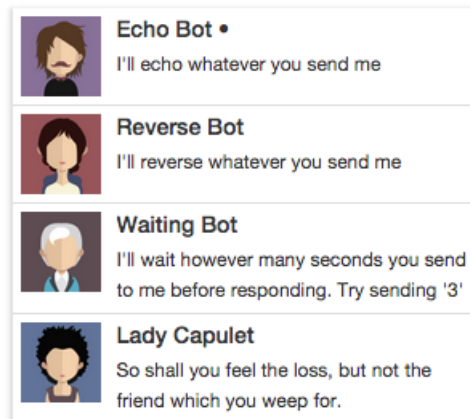 Echo Bot •
I'll echo whatever you send me
Reverse Bot
I'll reverse whatever you send me
Waiting Bot
I'll wait however many seconds you send
to me before responding. Try sending '3'
Lady Capulet
So shall you feel the loss, but not the
friend which you weep for.